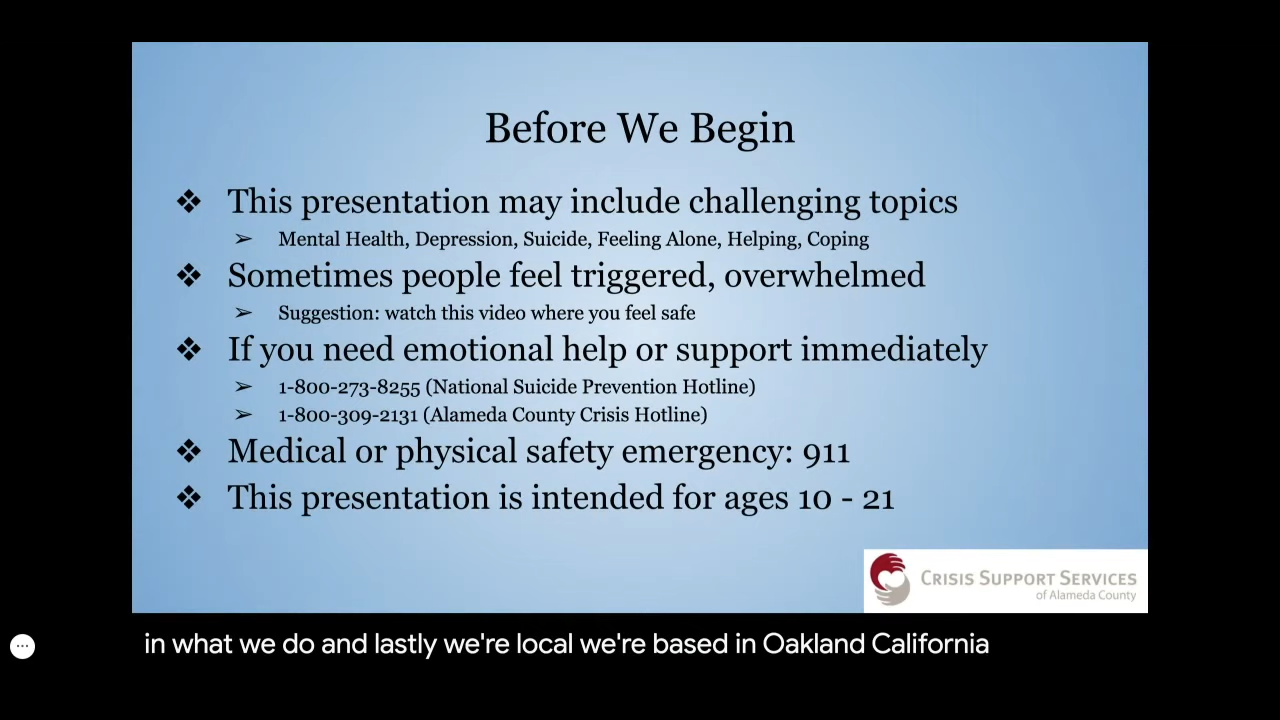 Before We Begin
❖ This presentation may include challenging topics
➢ Mental Health, Depression, Suicide, Feeling Alone, Helping, Coping
❖ Sometimes people feel triggered, overwhelmed
➢ Suggestion: watch this video where you feel safe
❖ If you need emotional help or support immediately
➢ 1-800-273-8255 (National Suicide Prevention Hotline)
➢ 1-800-309-2131 (Alameda County Crisis Hotline)
❖ Medical or physical safety emergency: 911
❖ This presentation is intended for ages 10 - 21
CRISIS SUPPORT SERVICES
of Alameda County
in what we do and lastly we're local we're based in Oakland California